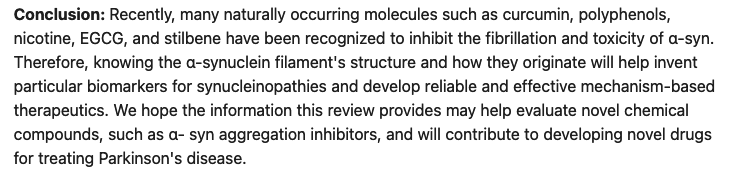 Conclusion: Recently, many naturally occurring molecules such as curcumin, polyphenols,
nicotine, EGCG, and stilbene have been recognized to inhibit the fibrillation and toxicity of α-syn.
Therefore, knowing the α-synuclein filament's structure and how they originate will help invent
particular biomarkers for synucleinopathies and develop reliable and effective mechanism-based
therapeutics. We hope the information this review provides may help evaluate novel chemical
compounds, such as α- syn aggregation inhibitors, and will contribute to developing novel drugs
for treating Parkinson's disease.